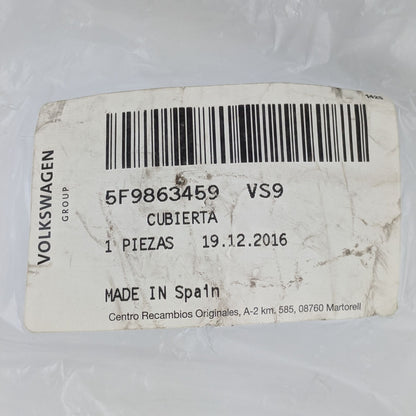 1425
VOLKSWAGEN
GROUP
5F9863459 VS9
CUBIERTA
1 PIEZAS 19.12.2016
MADE IN Spain
Centro Recambios Originales, A-2 km. 585, 08760 Martorell